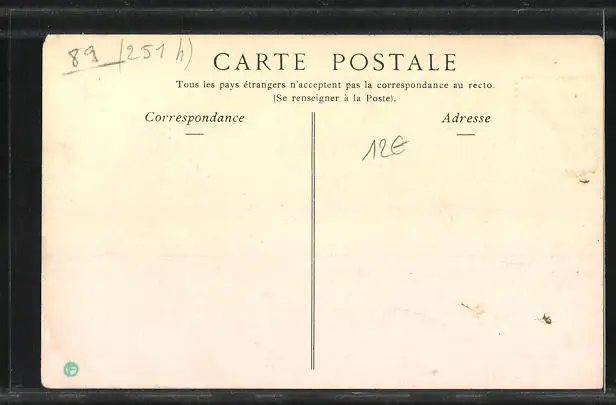 89 (251 h)
CARTE POSTALE
Tous les pays étrangers n'acceptent pas la correspondance au recto.
(Se renseigner à la Poste).
Correspondance
Adresse
12€